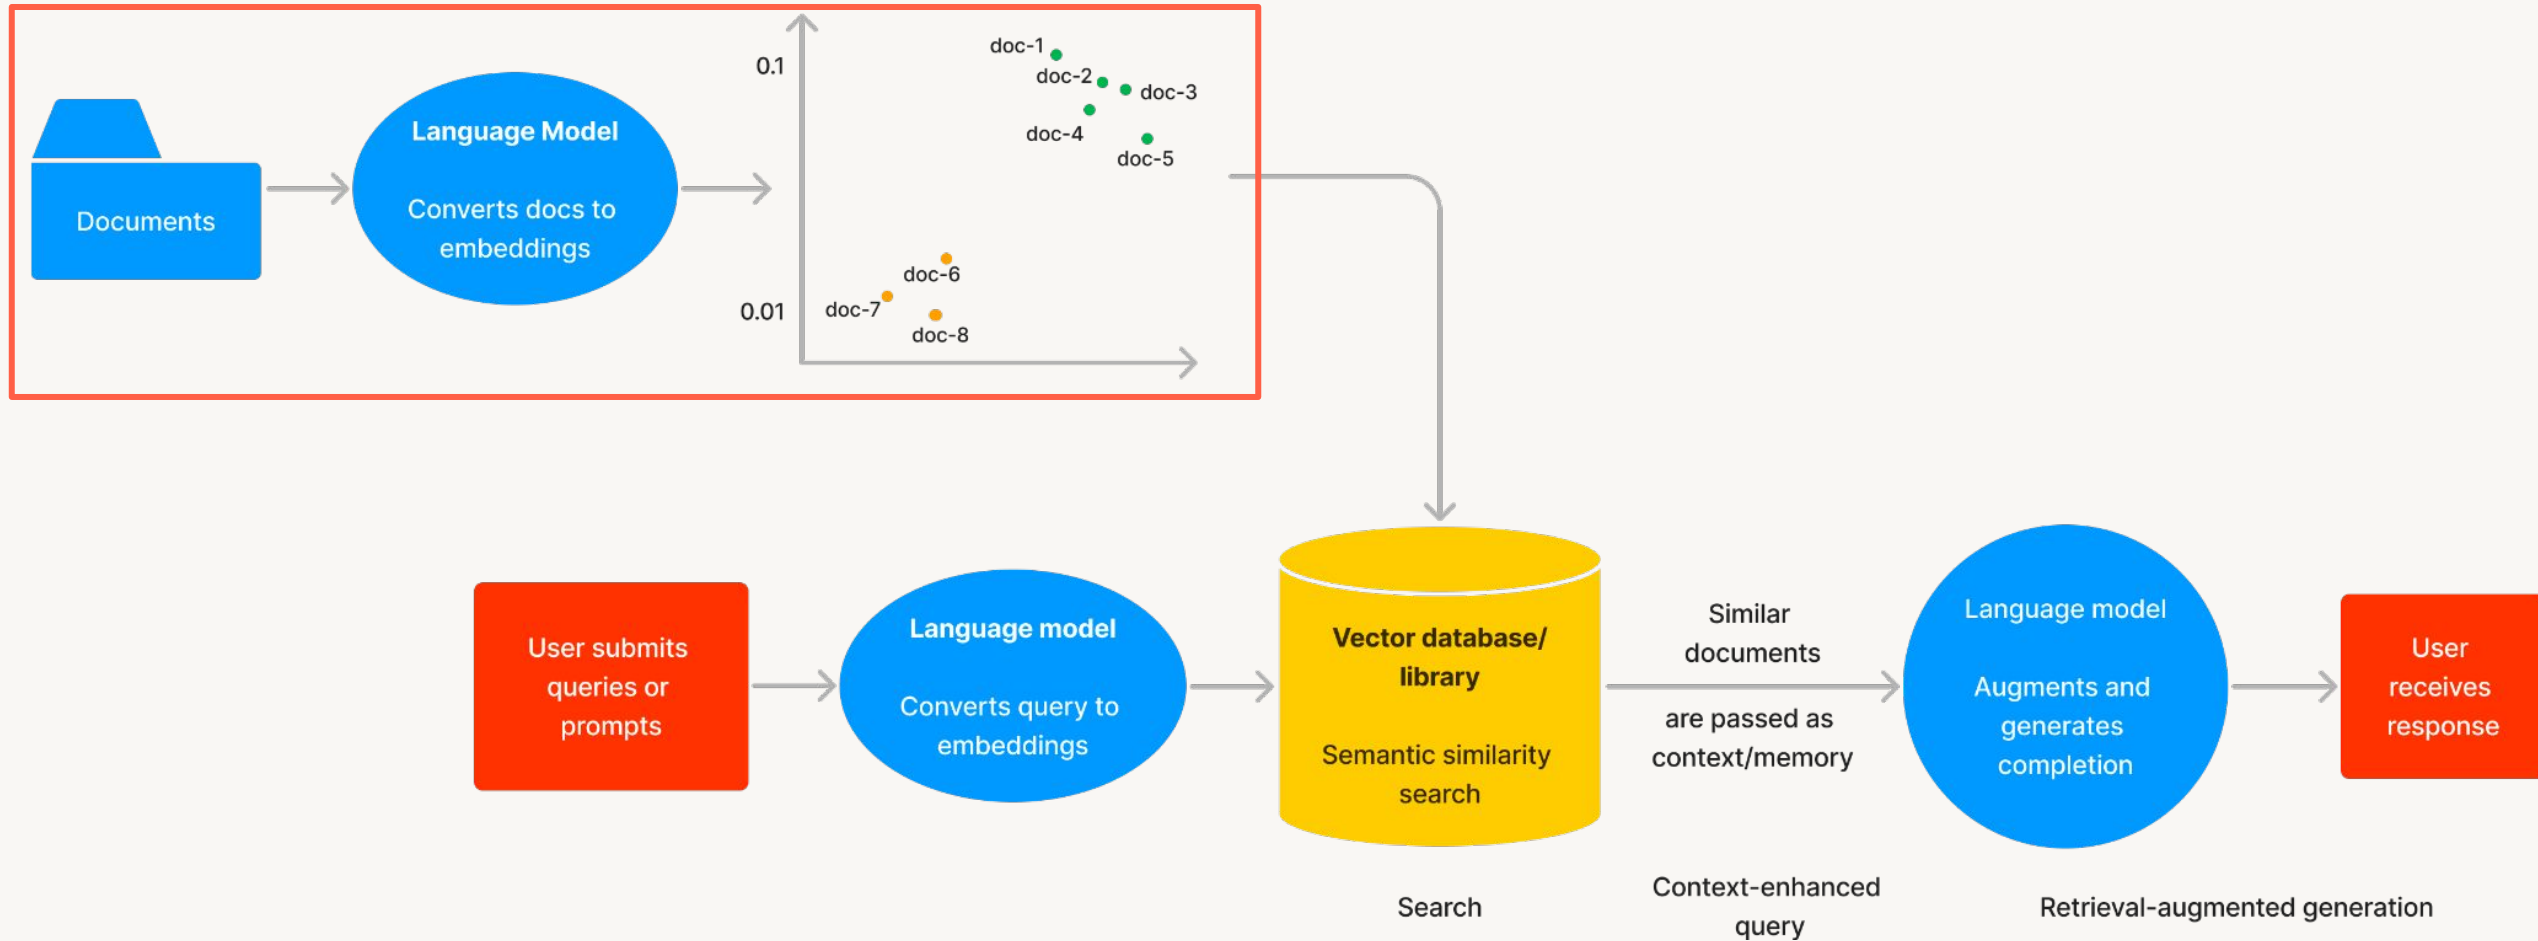 Documents
Language Model
Converts docs to
embeddings
0.1
0.01
doc-1
doc-2
doc-3
doc-4
doc-5
doc-6
doc-7
doc-8
User submits
queries or
prompts
Language model
Converts query to
embeddings
Vector database/
library
Semantic similarity
search
Similar
documents
are passed as
context/memory
Language model
Augments and
generates
completion
User
receives
response
Search
Context-enhanced
query
Retrieval-augmented generation